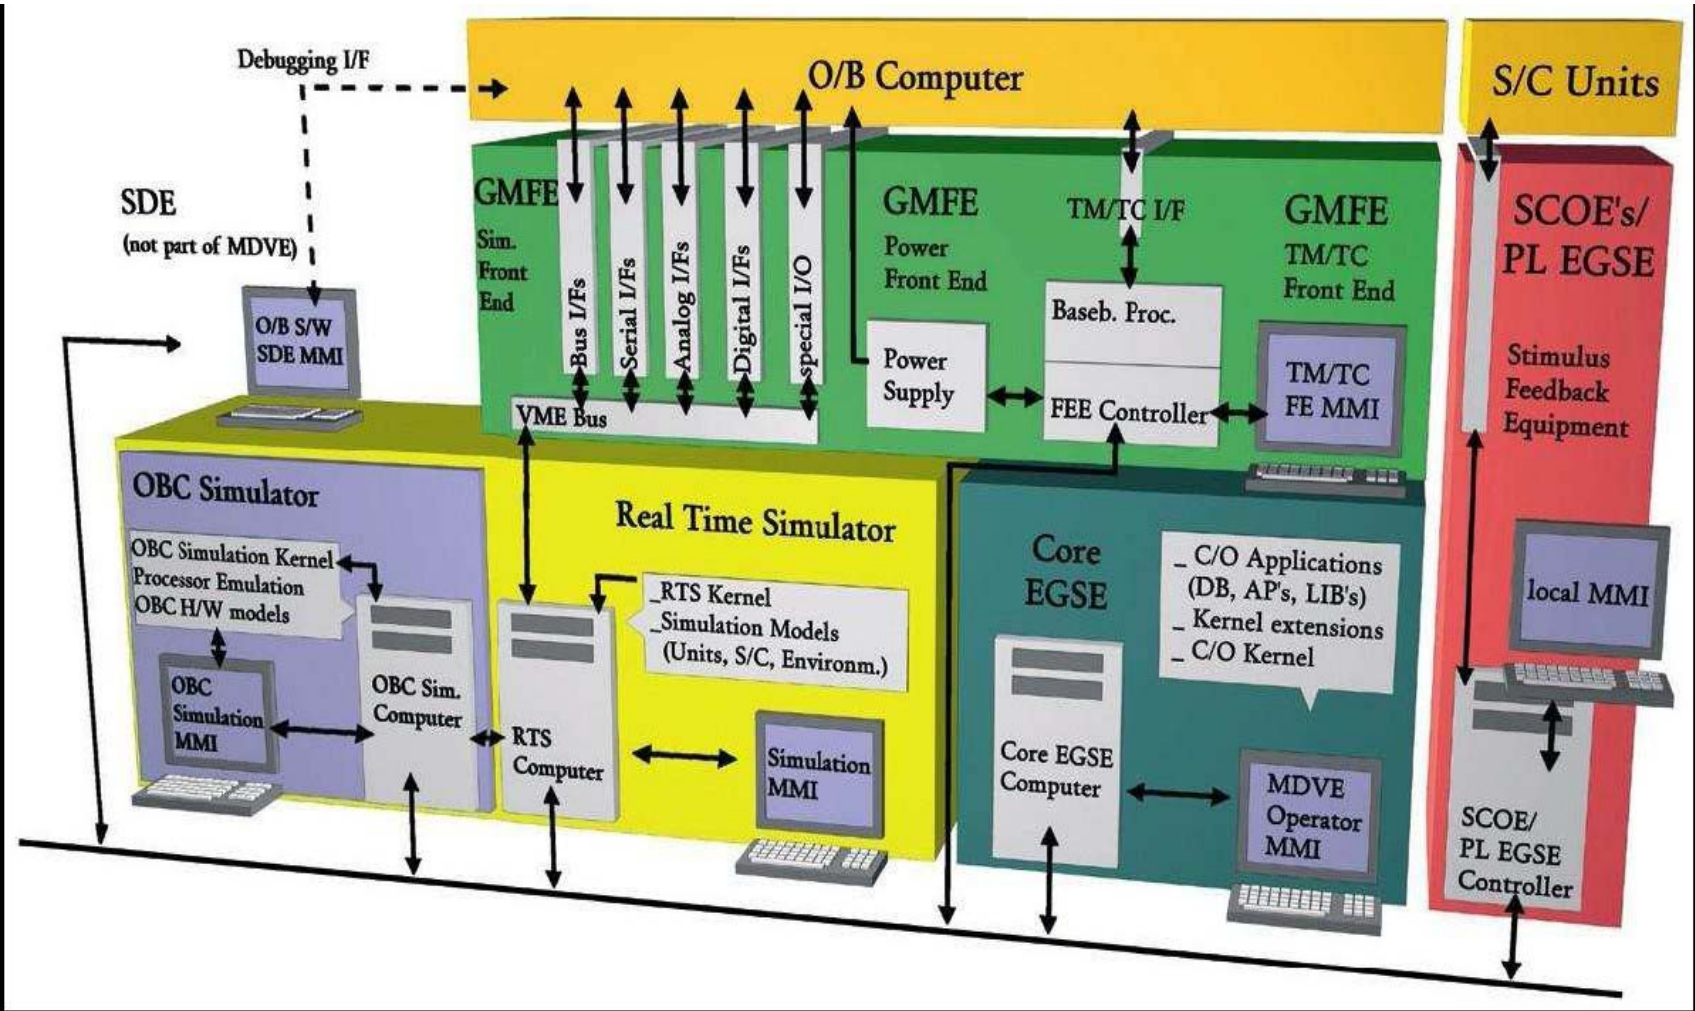 Debugging I/F
O/B Computer
S/C Units
SDE
(not part of MDVE)
O/B S/W
SDE MMI
GMFE
Sim.
Front
End
Bus I/Fs
Serial I/Fs
Analog I/Fs
Digital I/Fs
special I/O
VME Bus
GMFE
Power
Front End
Power
Supply
TM/TC I/F
Baseb. Proc.
FEE Controller
GMFE
TM/TC
Front End
TM/TC
FE MMI
SCOE's/
PL EGSE
Stimulus
Feedback
Equipment
local MMI
SCOE/
PL EGSE
Controller
OBC Simulator
OBC Simulation Kernel
Processor Emulation
OBC H/W models
OBC
Simulation
MMI
OBC Sim.
Computer
Real Time Simulator
_RTS Kernel
_Simulation Models
(Units, S/C, Environm.)
RTS
Computer
Simulation
MMI
Core
EGSE
_ C/O Applications
(DB, AP's, LIB's)
_ Kernel extensions
_ C/O Kernel
Core EGSE
Computer
MDVE
Operator
MMI